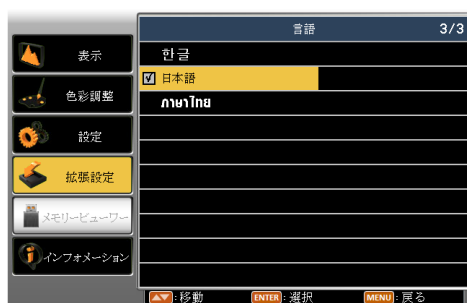 言語 3/3
表示
色彩調整
設定
拡張設定
メモリービューワー
インフォメーション
한글
日本語
ภาษาไทย
:移動 ENTER:選択 MENU:戻る